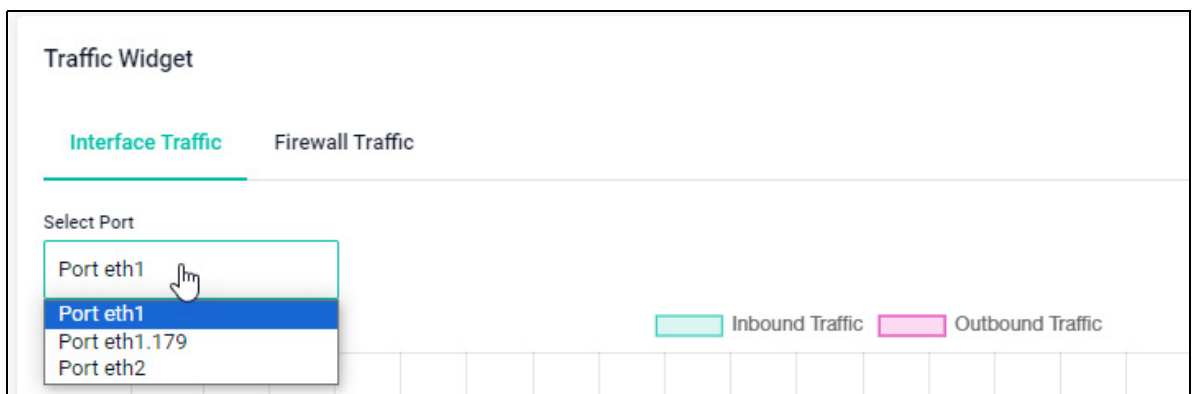 Traffic Widget
Interface Traffic Firewall Traffic
Select Port
Port eth1
Port eth1
Port eth1.179
Port eth2
Inbound Traffic Outbound Traffic